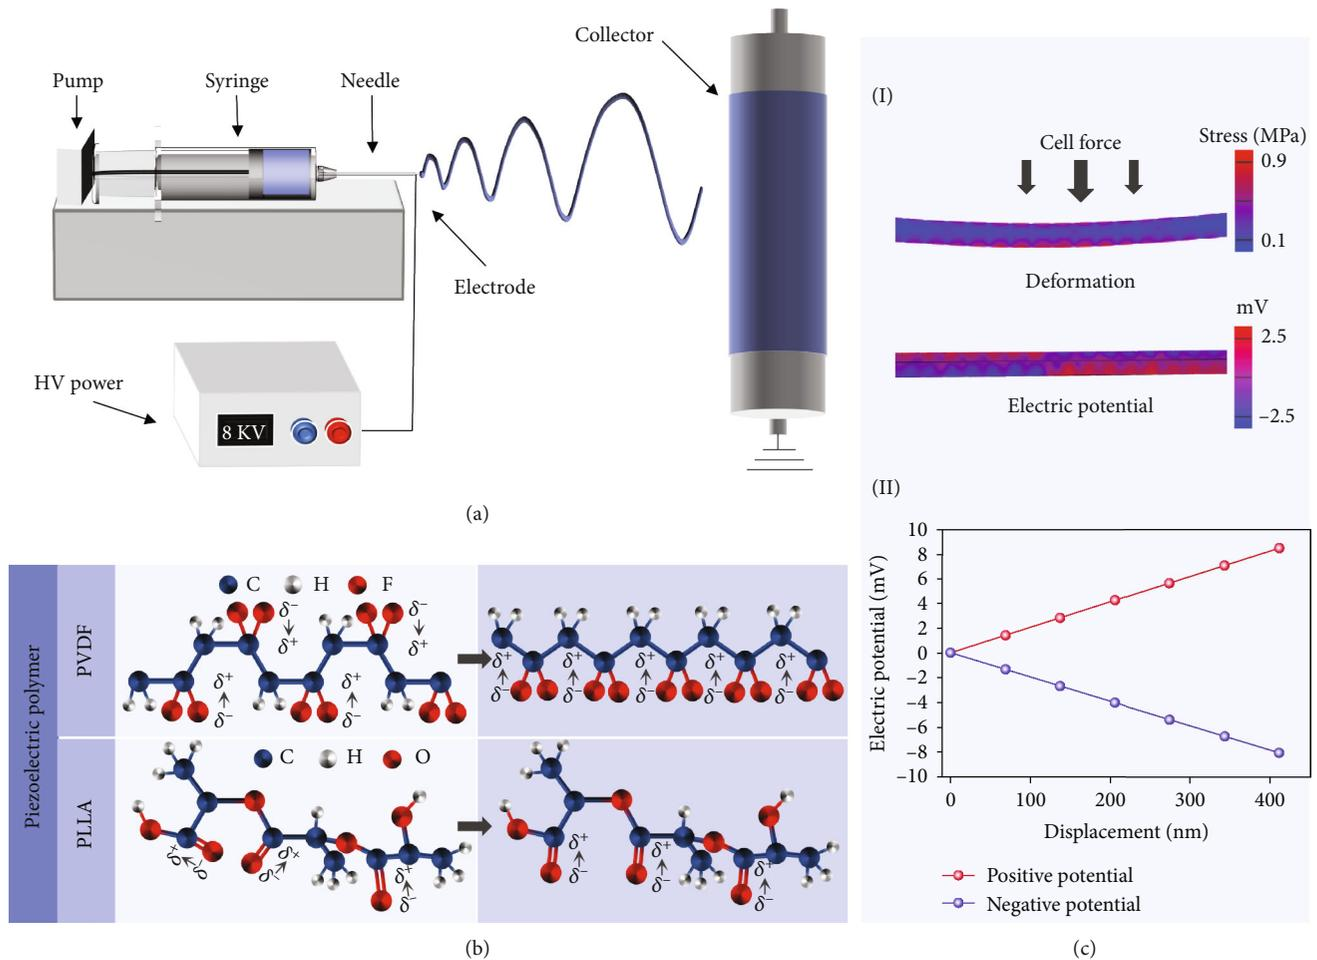 Pump
Syringe
Needle
Collector
Electrode
HV power
8 KV
(a)
Piezoelectric polymer
PVDF
C H F
δ− δ−
δ+ δ+
δ+ δ+
δ− δ−
δ+ δ+ δ+ δ+ δ+
δ− δ− δ− δ− δ−
PLLA
C H O
δ+ δ− δ− δ+ δ+
δ−
δ+ δ+ δ+
δ− δ− δ−
(b)
(I)
Cell force
Stress (MPa)
0.9
0.1
Deformation
mV
2.5
−2.5
Electric potential
(II)
Electric potential (mV)
10
8
6
4
2
0
−2
−4
−6
−8
−10
0 100 200 300 400
Displacement (nm)
Positive potential
Negative potential
(c)